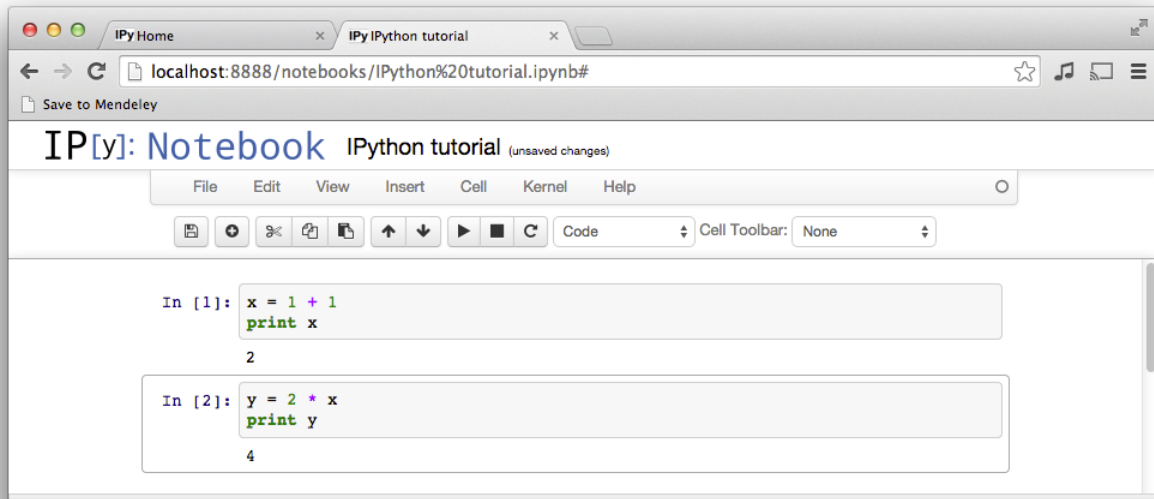 IPy Home IPy IPython tutorial
localhost:8888/notebooks/IPython%20tutorial.ipynb#
Save to Mendeley
IP[y]: Notebook IPython tutorial (unsaved changes)
File Edit View Insert Cell Kernel Help
Code Cell Toolbar: None
In [1]: x = 1 + 1
print x
2
In [2]: y = 2 * x
print y
4